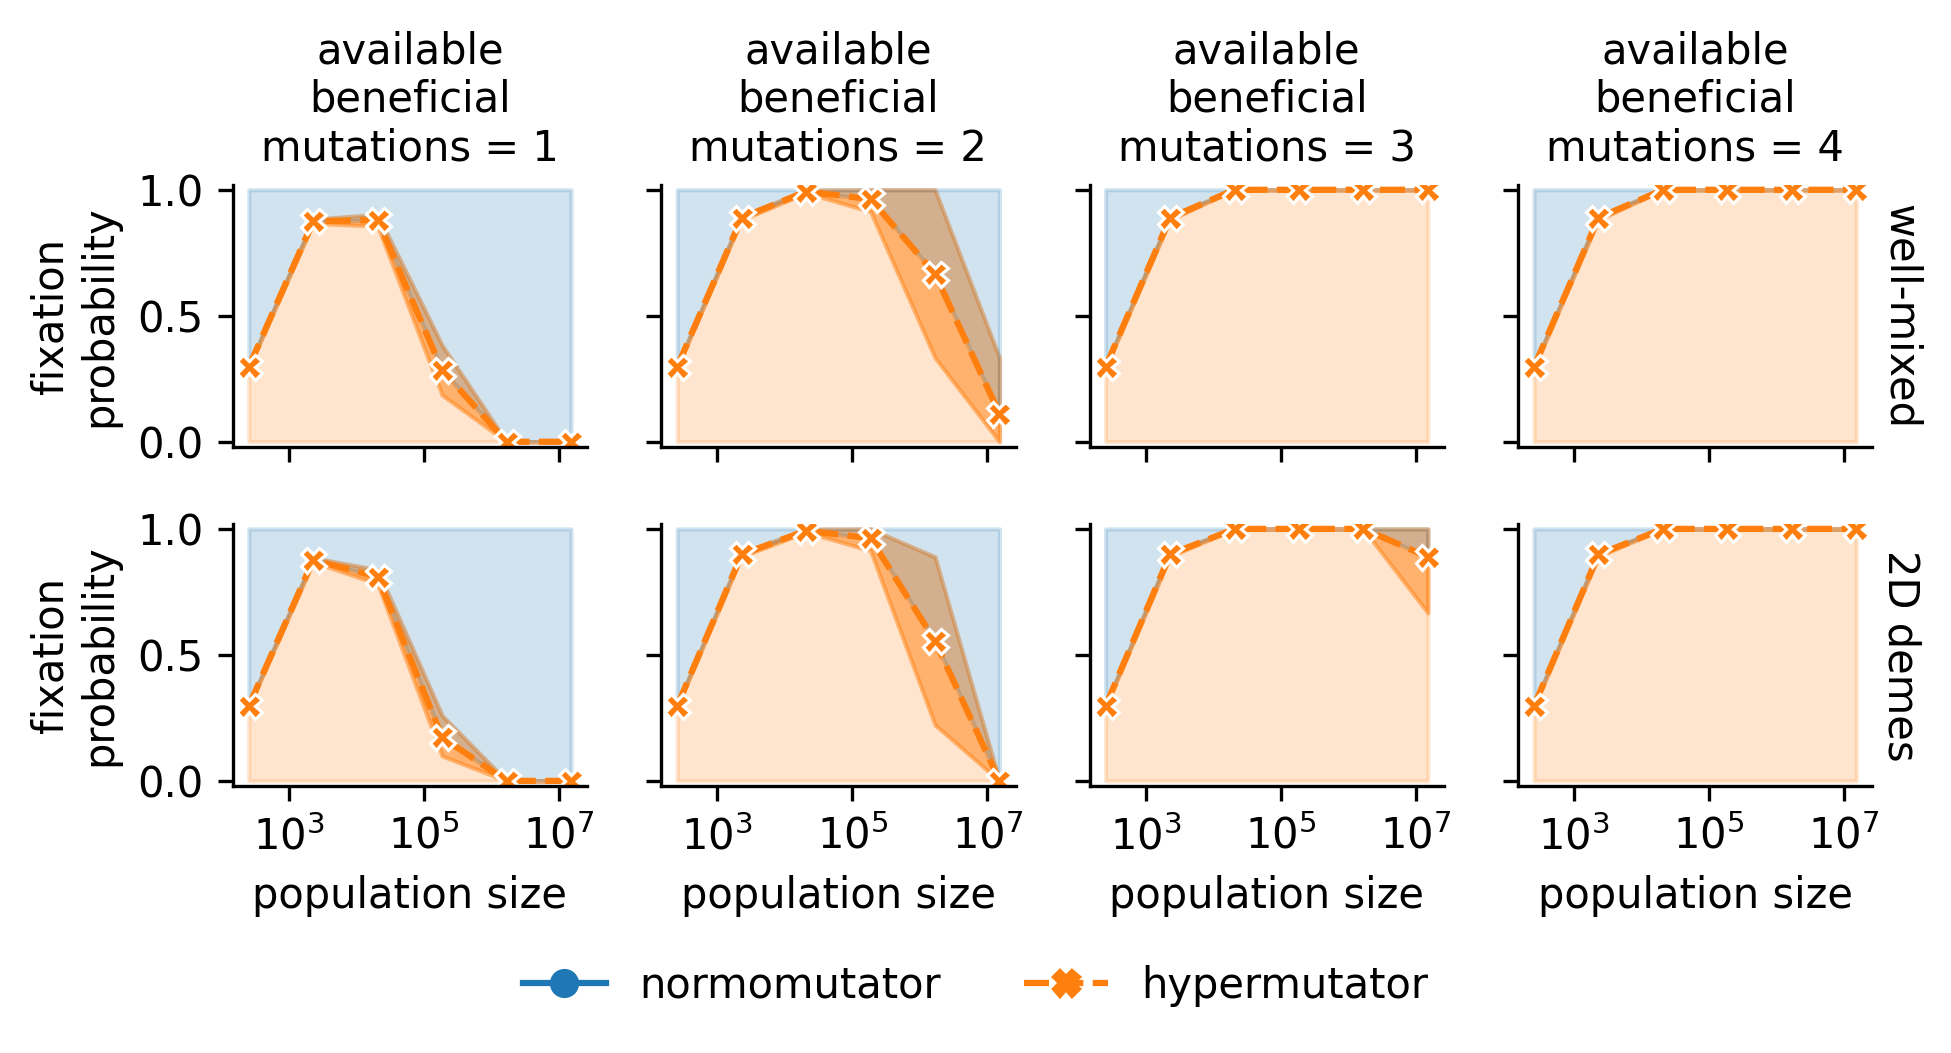 available
beneficial
mutations = 1
available
beneficial
mutations = 2
available
beneficial
mutations = 3
available
beneficial
mutations = 4
fixation
probability
1.0
0.5
0.0
well-mixed
fixation
probability
1.0
0.5
0.0
2D demes
10³ 10⁵ 10⁷
10³ 10⁵ 10⁷
10³ 10⁵ 10⁷
10³ 10⁵ 10⁷
population size
population size
population size
population size
normomutator
hypermutator